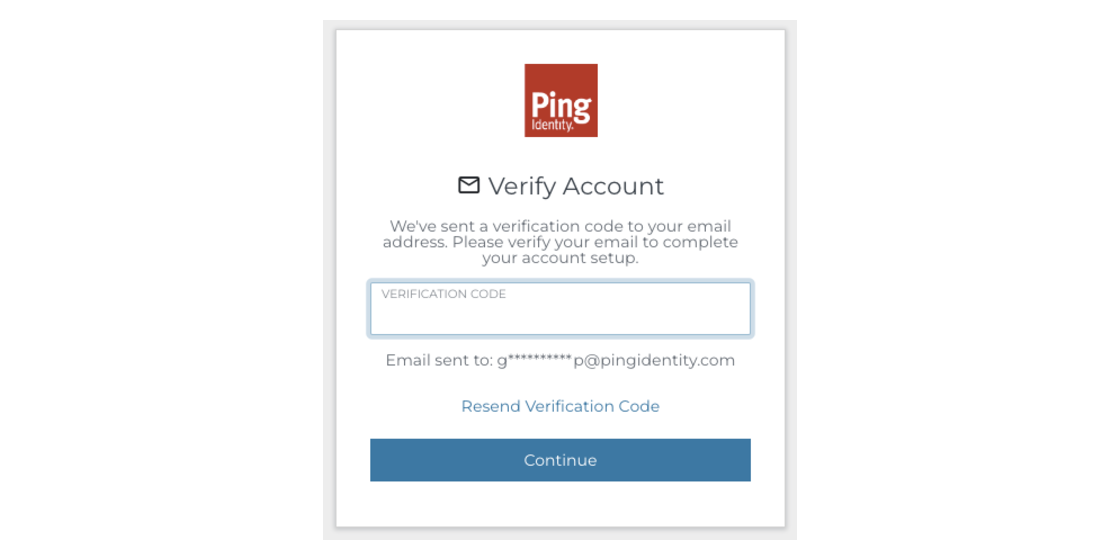 Ping
Identity.
Verify Account
We've sent a verification code to your email
address. Please verify your email to complete
your account setup.
VERIFICATION CODE
Email sent to: g**********p@pingidentity.com
Resend Verification Code
Continue